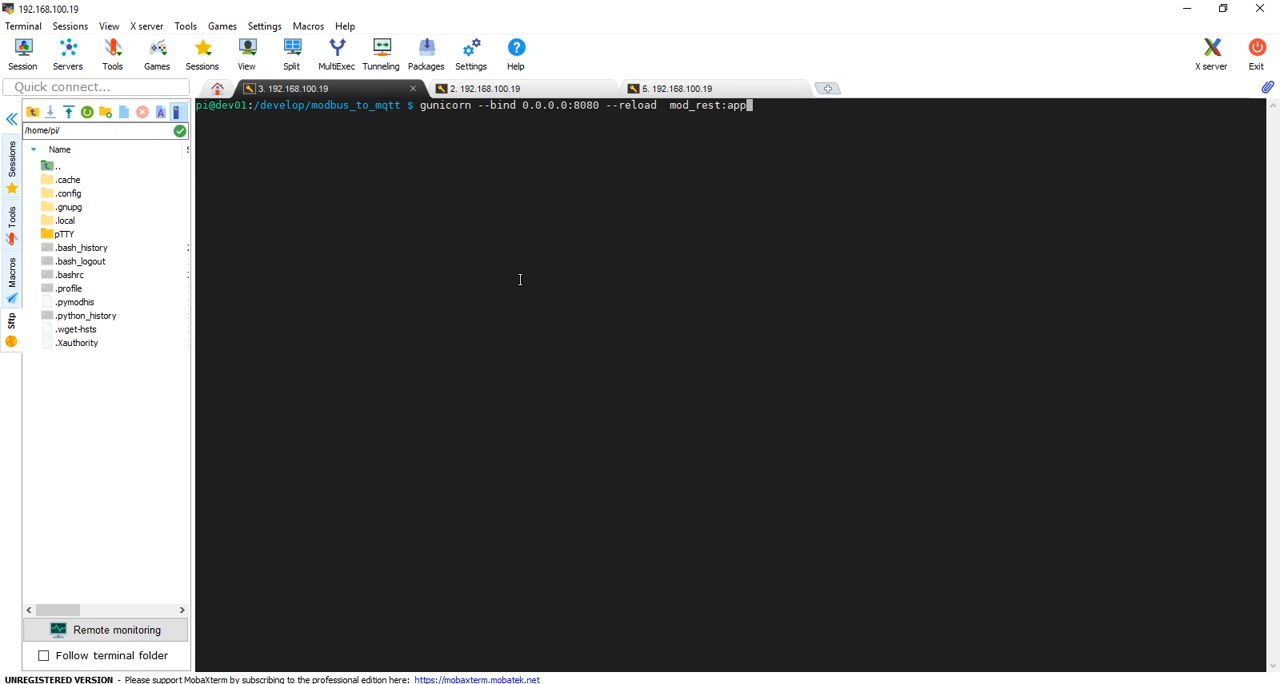 192.168.100.19
Terminal Sessions View X server Tools Games Settings Macros Help
Session Servers Tools Games Sessions View Split MultiExec Tunneling Packages Settings Help X server Exit
Quick connect... 3. 192.168.100.19 2. 192.168.100.19 5. 192.168.100.19
pi@dev01:/develop/modbus_to_mqtt $ gunicorn --bind 0.0.0.0:8080 --reload  mod_rest:app
/home/pi/
Name
..
.cache
.config
.gnupg
.local
pTTY
.bash_history
.bash_logout
.bashrc
.profile
.pymodhis
.python_history
.wget-hsts
.Xauthority
Sessions
Tools
Macros
Sftp
Remote monitoring
Follow terminal folder
UNREGISTERED VERSION - Please support MobaXterm by subscribing to the professional edition here: https://mobaxterm.mobatek.net